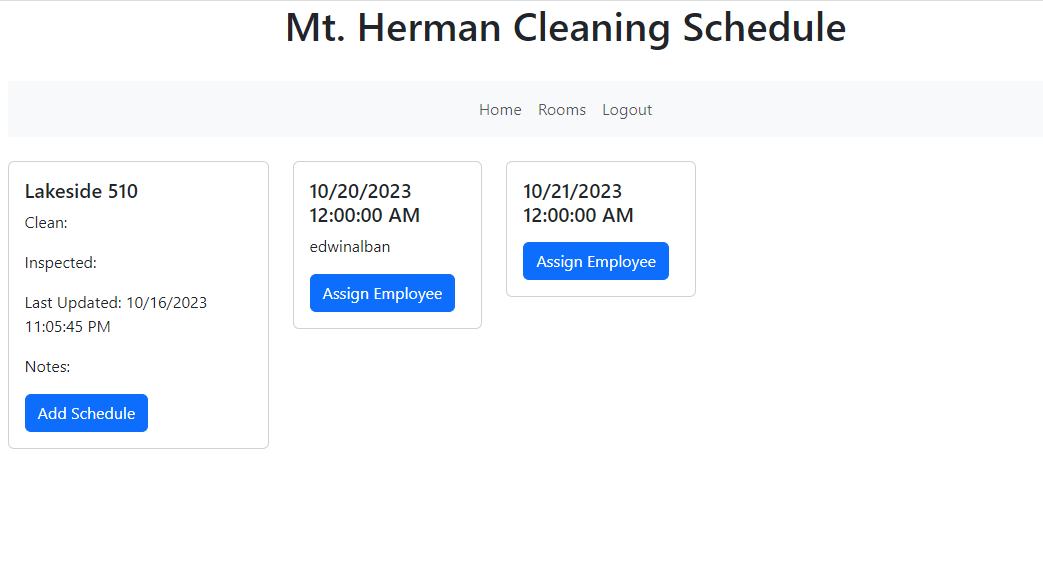 Mt. Herman Cleaning Schedule
Home Rooms Logout
Lakeside 510
Clean:
Inspected:
Last Updated: 10/16/2023
11:05:45 PM
Notes:
Add Schedule
10/20/2023
12:00:00 AM
edwinalban
Assign Employee
10/21/2023
12:00:00 AM
Assign Employee